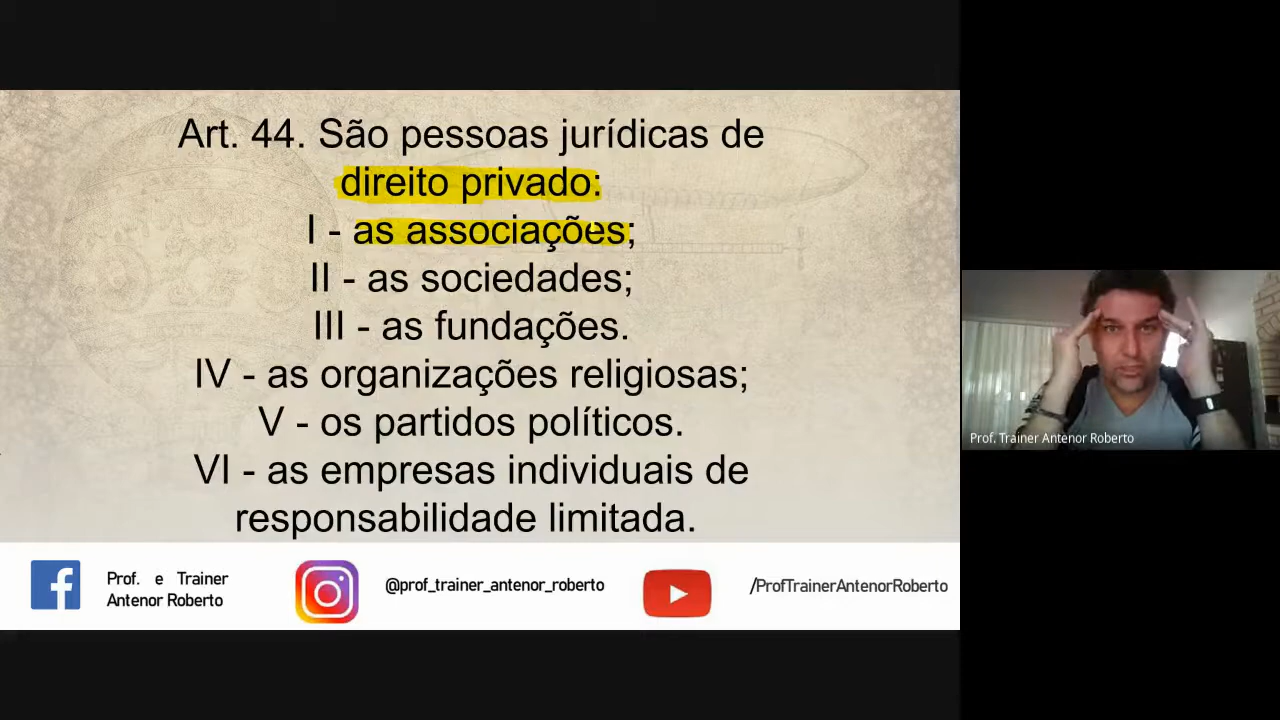 Art. 44. São pessoas jurídicas de
direito privado:
I - as associações;
II - as sociedades;
III - as fundações.
IV - as organizações religiosas;
V - os partidos políticos.
VI - as empresas individuais de
responsabilidade limitada.
Prof. e Trainer
Antenor Roberto
@prof_trainer_antenor_roberto
/ProfTrainerAntenorRoberto
Prof. Trainer Antenor Roberto